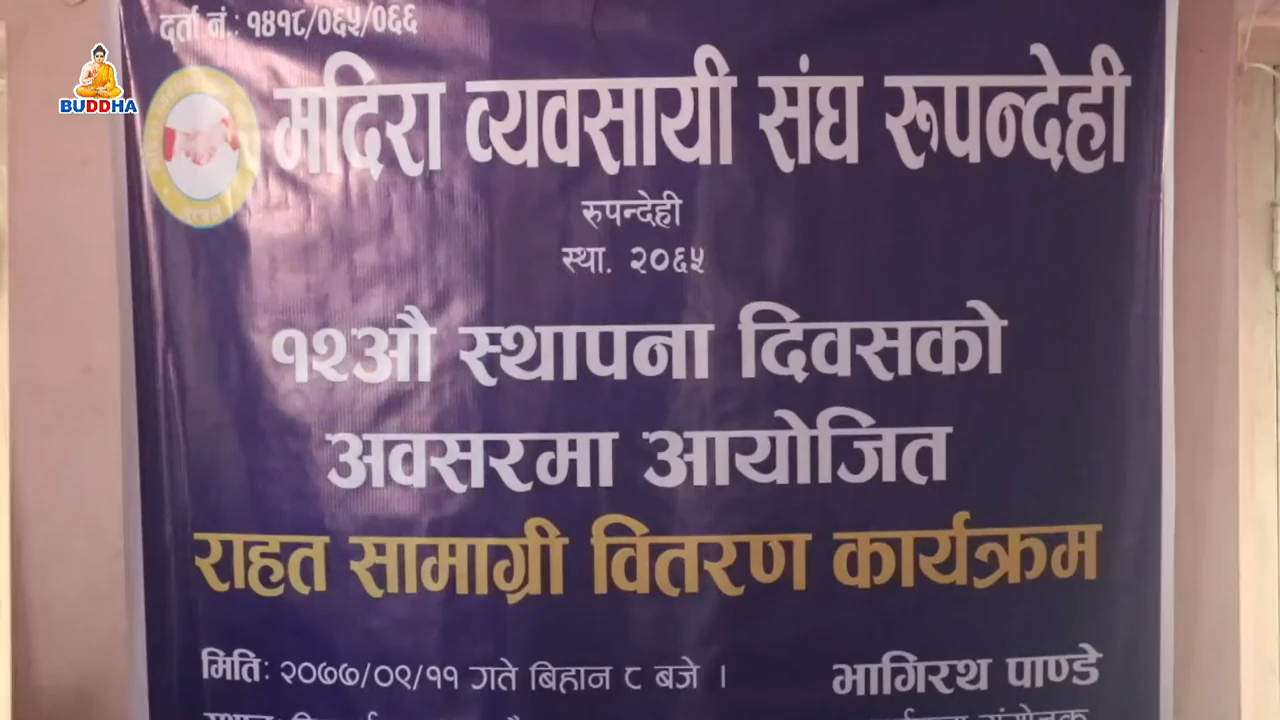 दर्ता नं.: १४१८/०६५/०६६
BUDDHA
मदिरा व्यवसायी संघ रूपन्देही
रुपन्देही
स्था. २०६५
१२औ स्थापना दिवसको
अवसरमा आयोजित
राहत सामाग्री वितरण कार्यक्रम
मिति: २०७७/०९/११ गते बिहान ८ बजे ।
भागिरथ पाण्डे